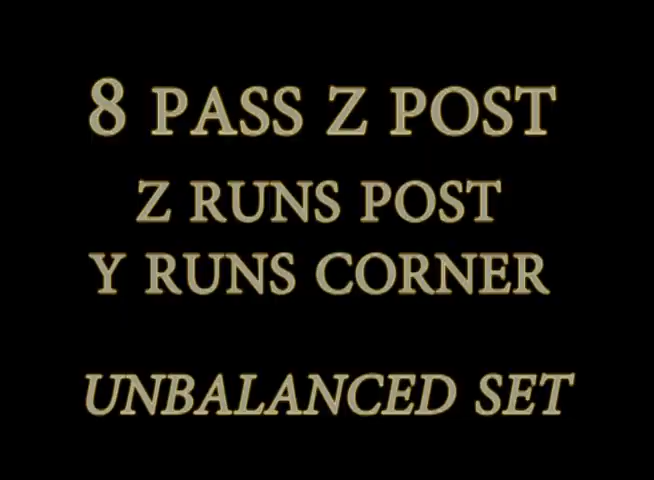 8 PASS Z POST
Z RUNS POST
Y RUNS CORNER
UNBALANCED SET